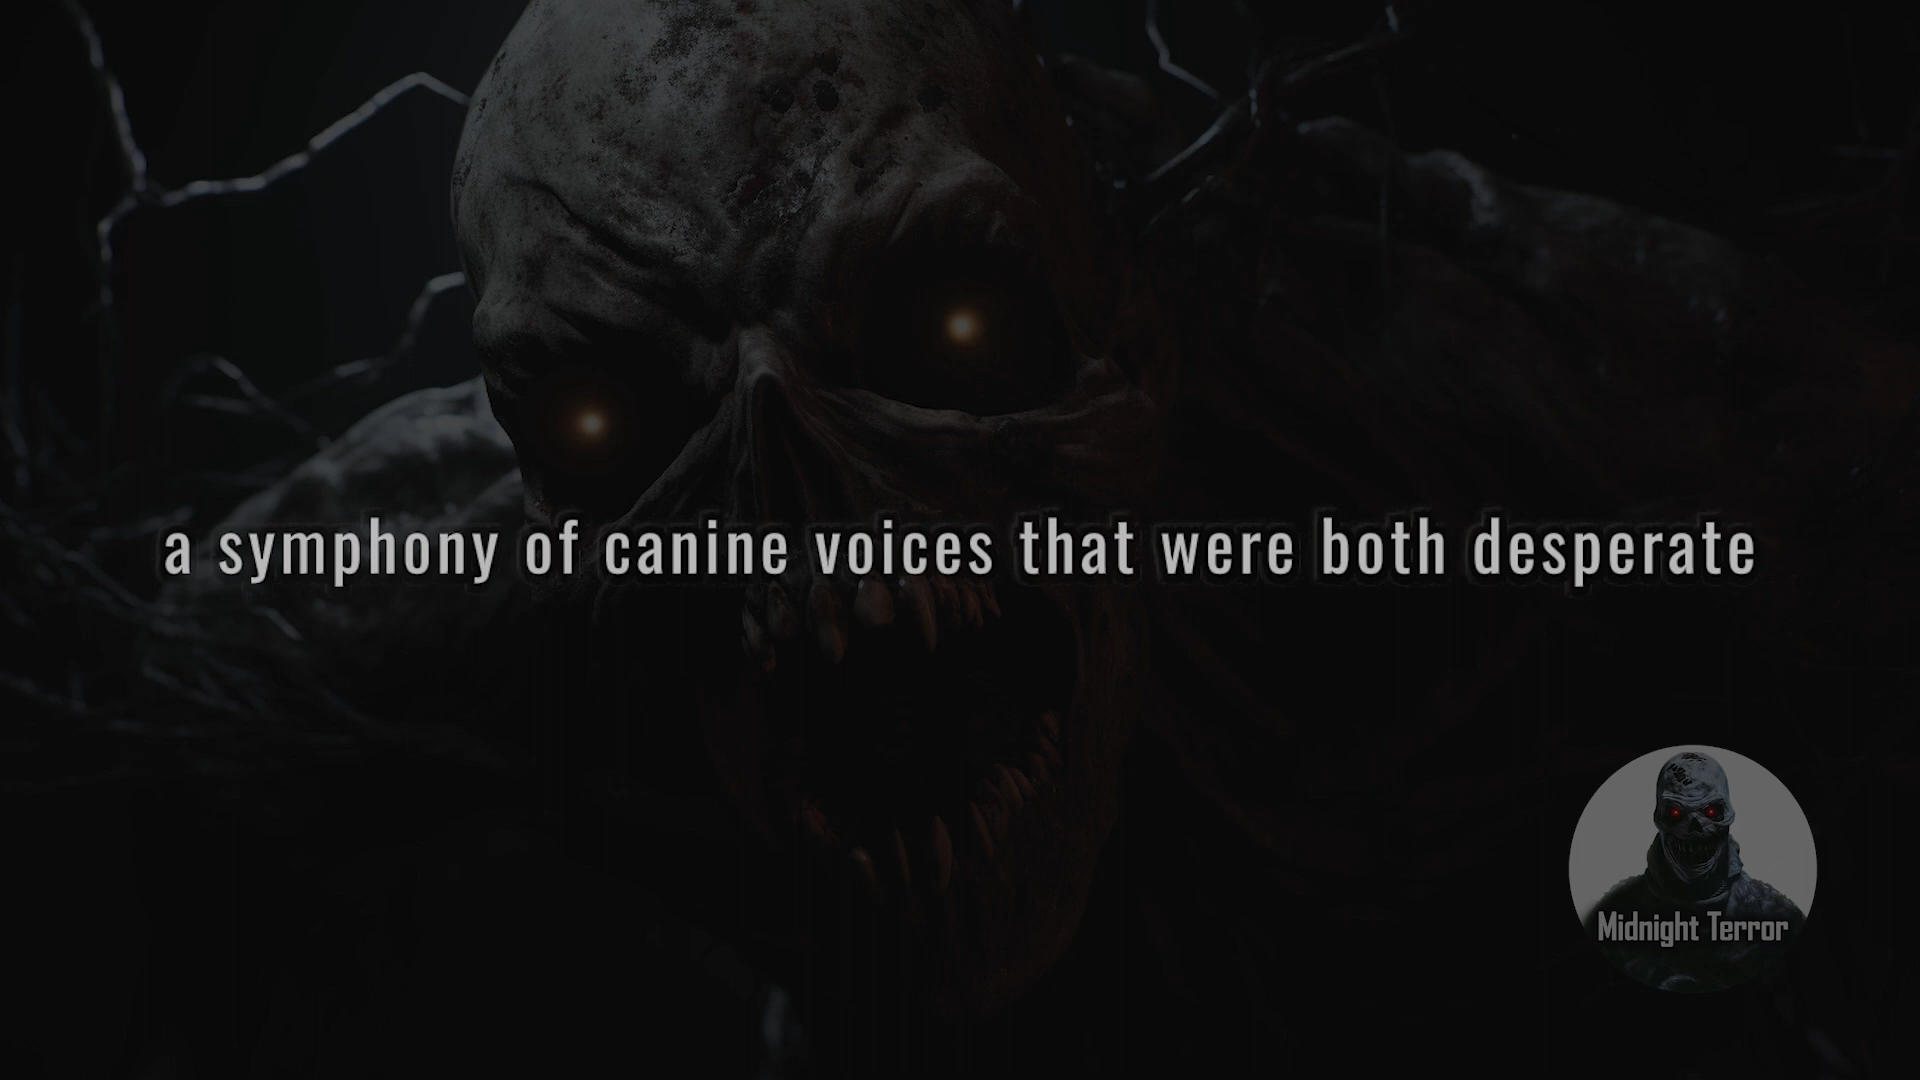 a symphony of canine voices that were both desperate
Midnight Terror